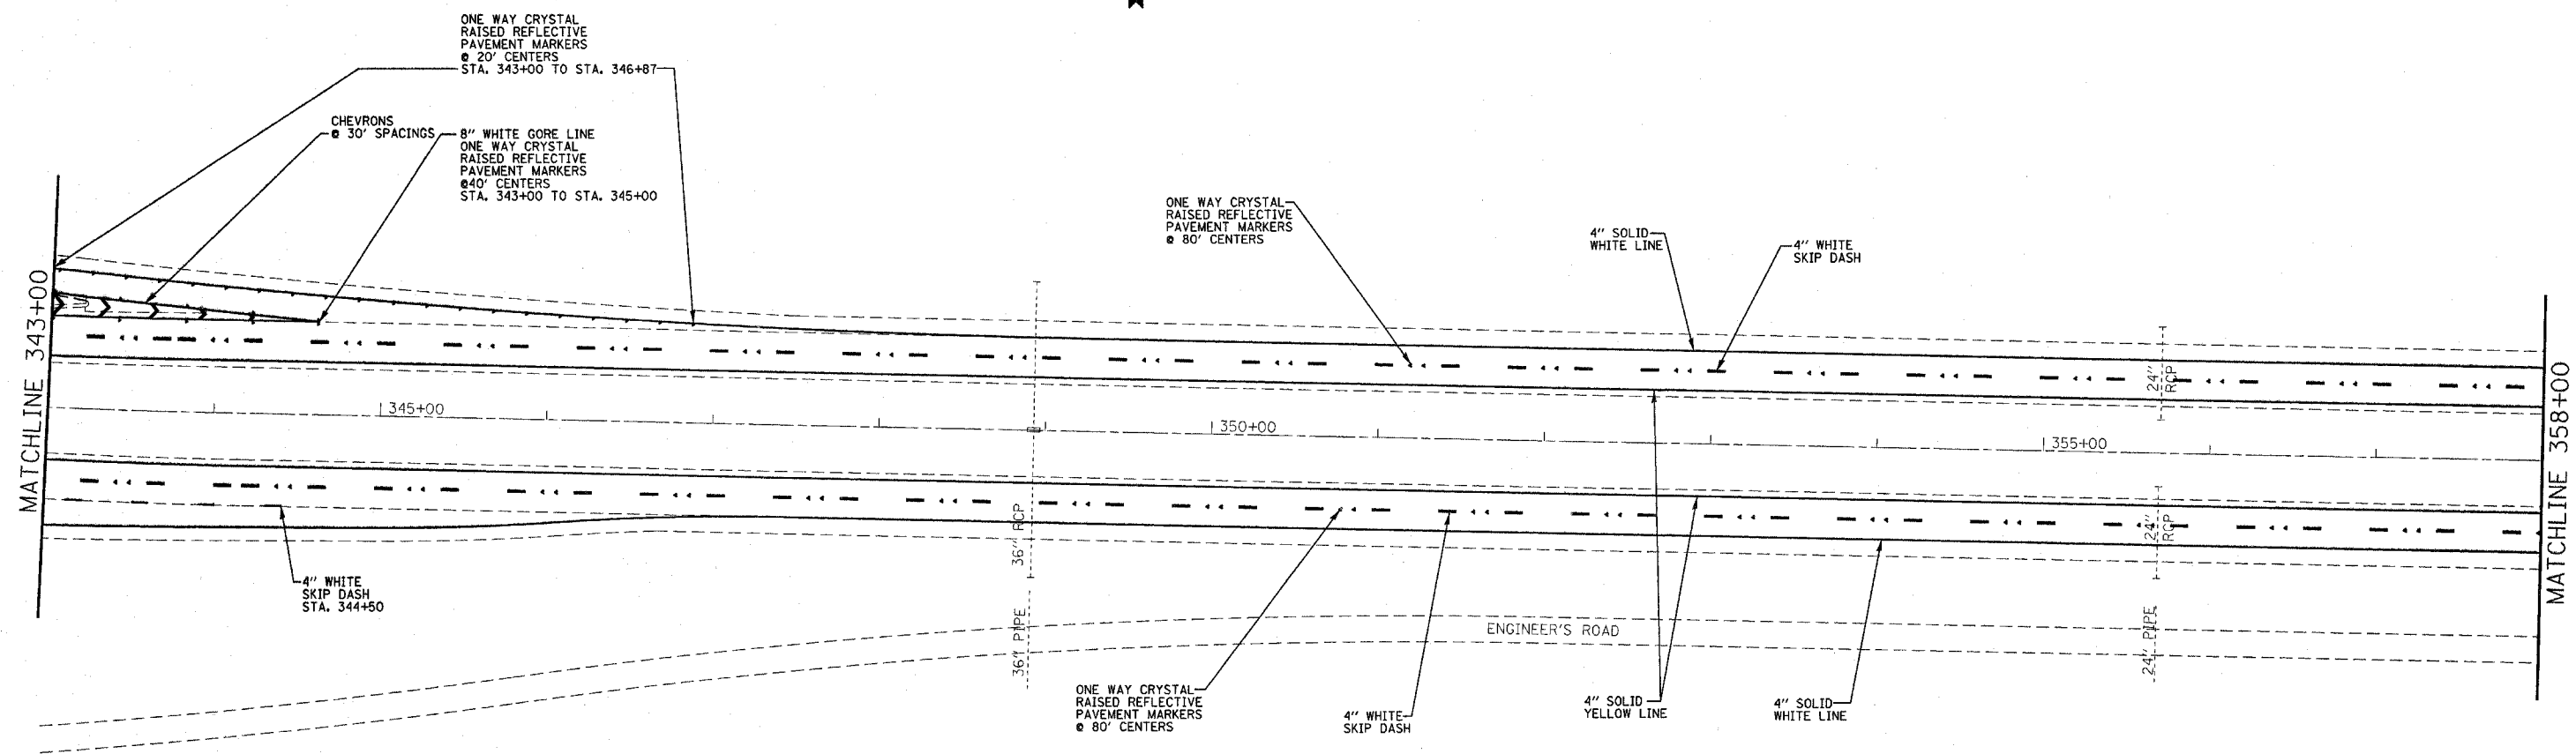 ONE WAY CRYSTAL
RAISED REFLECTIVE
PAVEMENT MARKERS
@ 20' CENTERS
STA. 343+00 TO STA. 346+87
CHEVRONS
@ 30' SPACINGS
8" WHITE GORE LINE
ONE WAY CRYSTAL
RAISED REFLECTIVE
PAVEMENT MARKERS
@40' CENTERS
STA. 343+00 TO STA. 345+00
ONE WAY CRYSTAL
RAISED REFLECTIVE
PAVEMENT MARKERS
@ 80' CENTERS
4" SOLID
WHITE LINE
4" WHITE
SKIP DASH
MATCHLINE 343+00
345+00
350+00
355+00
24"
RCP
MATCHLINE 358+00
36" RCP
24"
RCP
4" WHITE
SKIP DASH
STA. 344+50
36" PIPE
ENGINEER'S ROAD
24" PIPE
ONE WAY CRYSTAL
RAISED REFLECTIVE
PAVEMENT MARKERS
@ 80' CENTERS
4" WHITE
SKIP DASH
4" SOLID
YELLOW LINE
4" SOLID
WHITE LINE